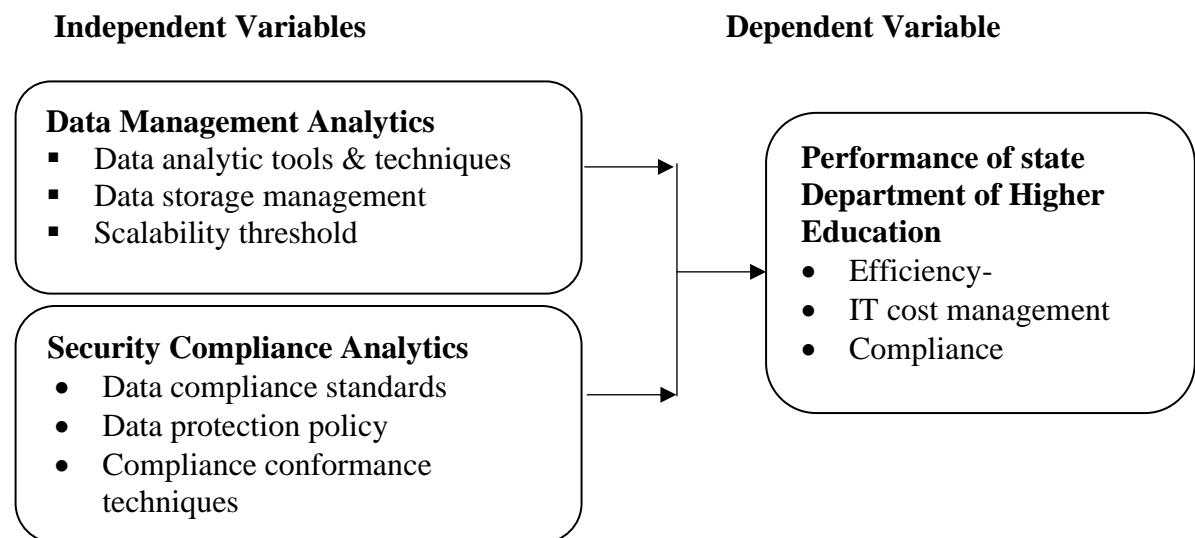 Independent Variables
Dependent Variable
Data Management Analytics
▪ Data analytic tools & techniques
▪ Data storage management
▪ Scalability threshold
Security Compliance Analytics
• Data compliance standards
• Data protection policy
• Compliance conformance
techniques
Performance of state
Department of Higher
Education
• Efficiency-
• IT cost management
• Compliance